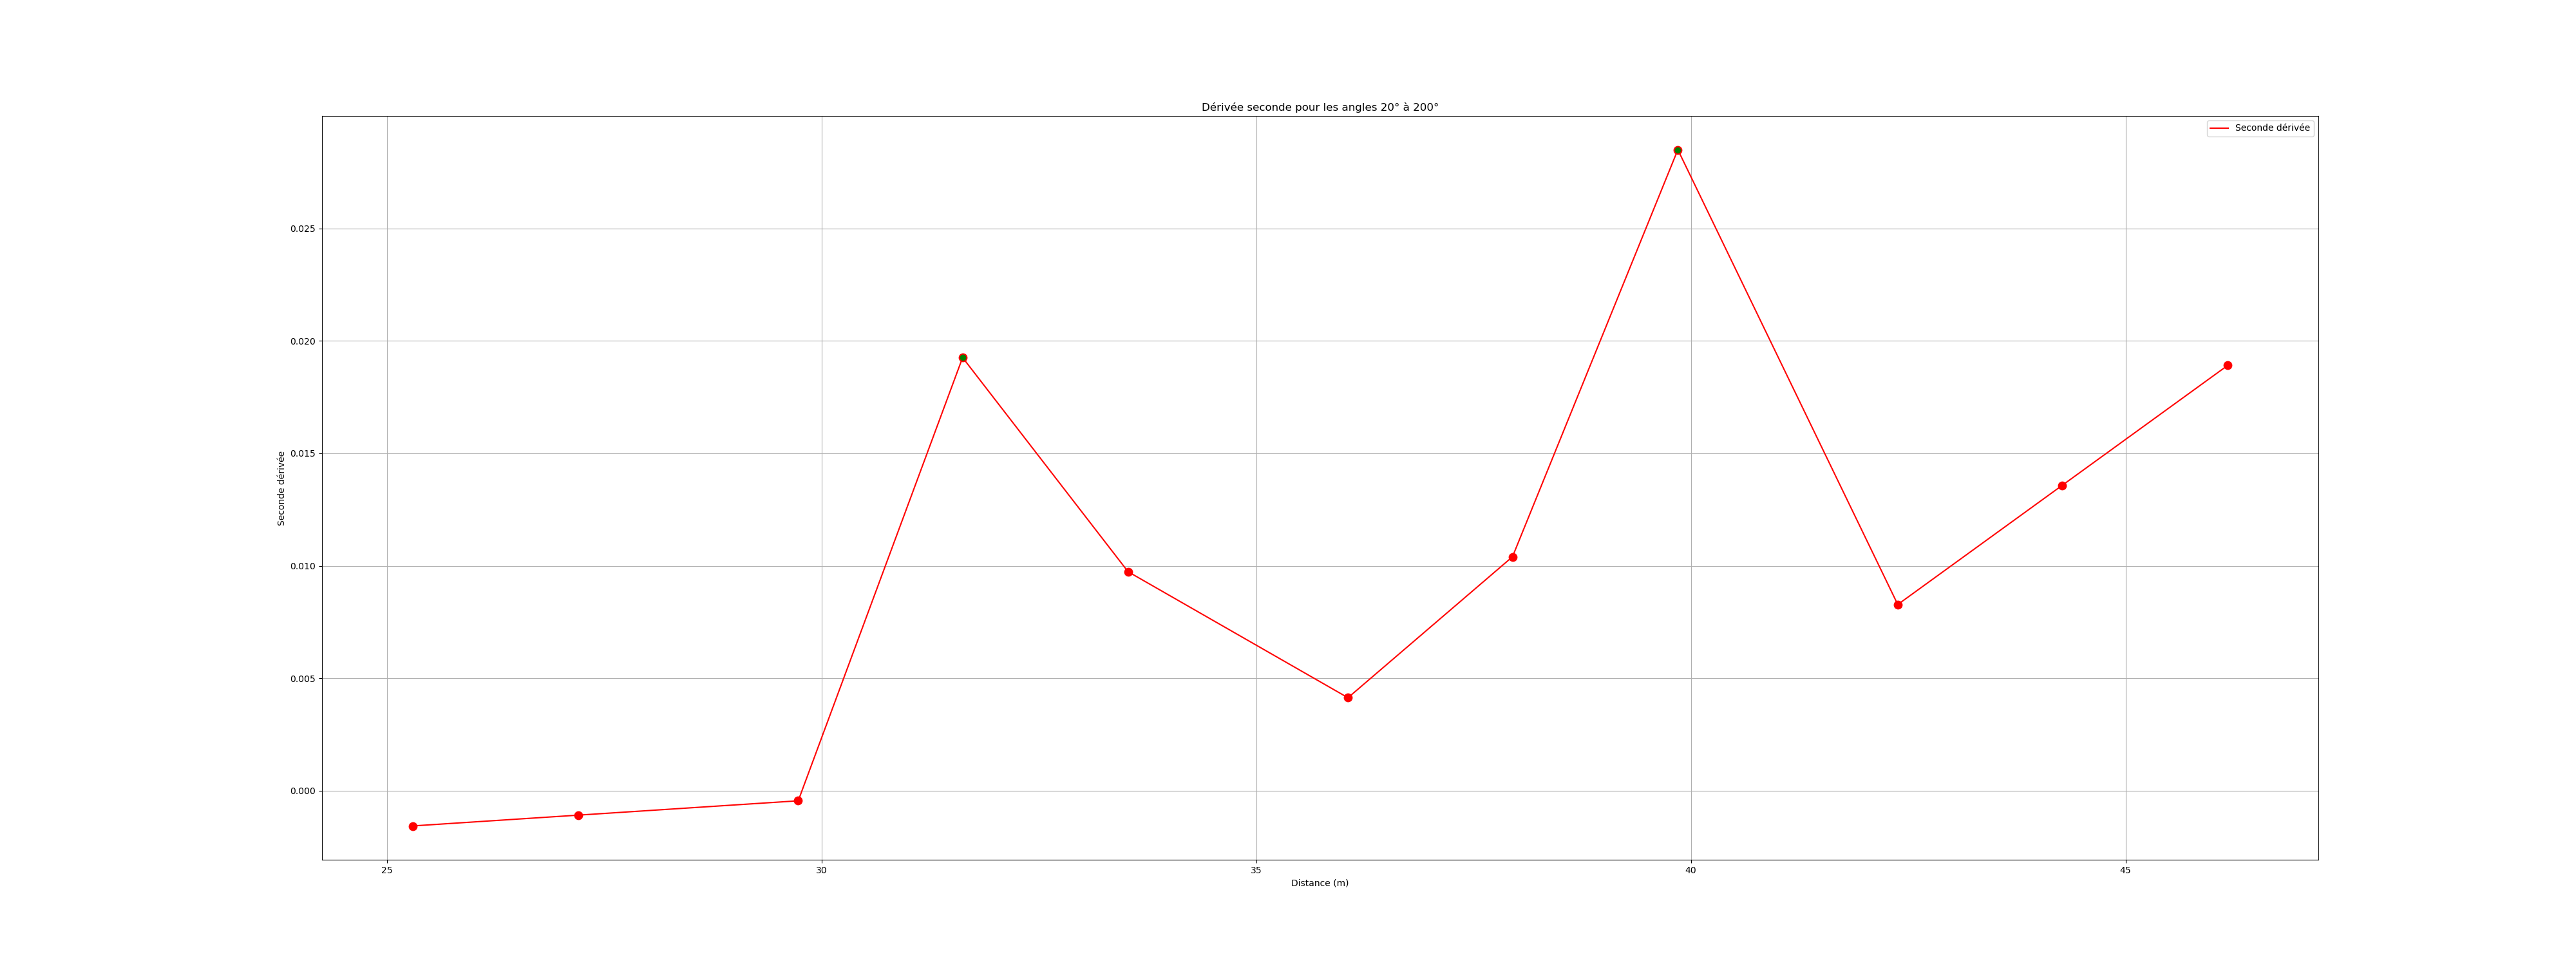 Dérivée seconde pour les angles 20° à 200°
Seconde dérivée
0.025
0.020
0.015
0.010
0.005
0.000
Seconde dérivée
25 30 35 40 45
Distance (m)